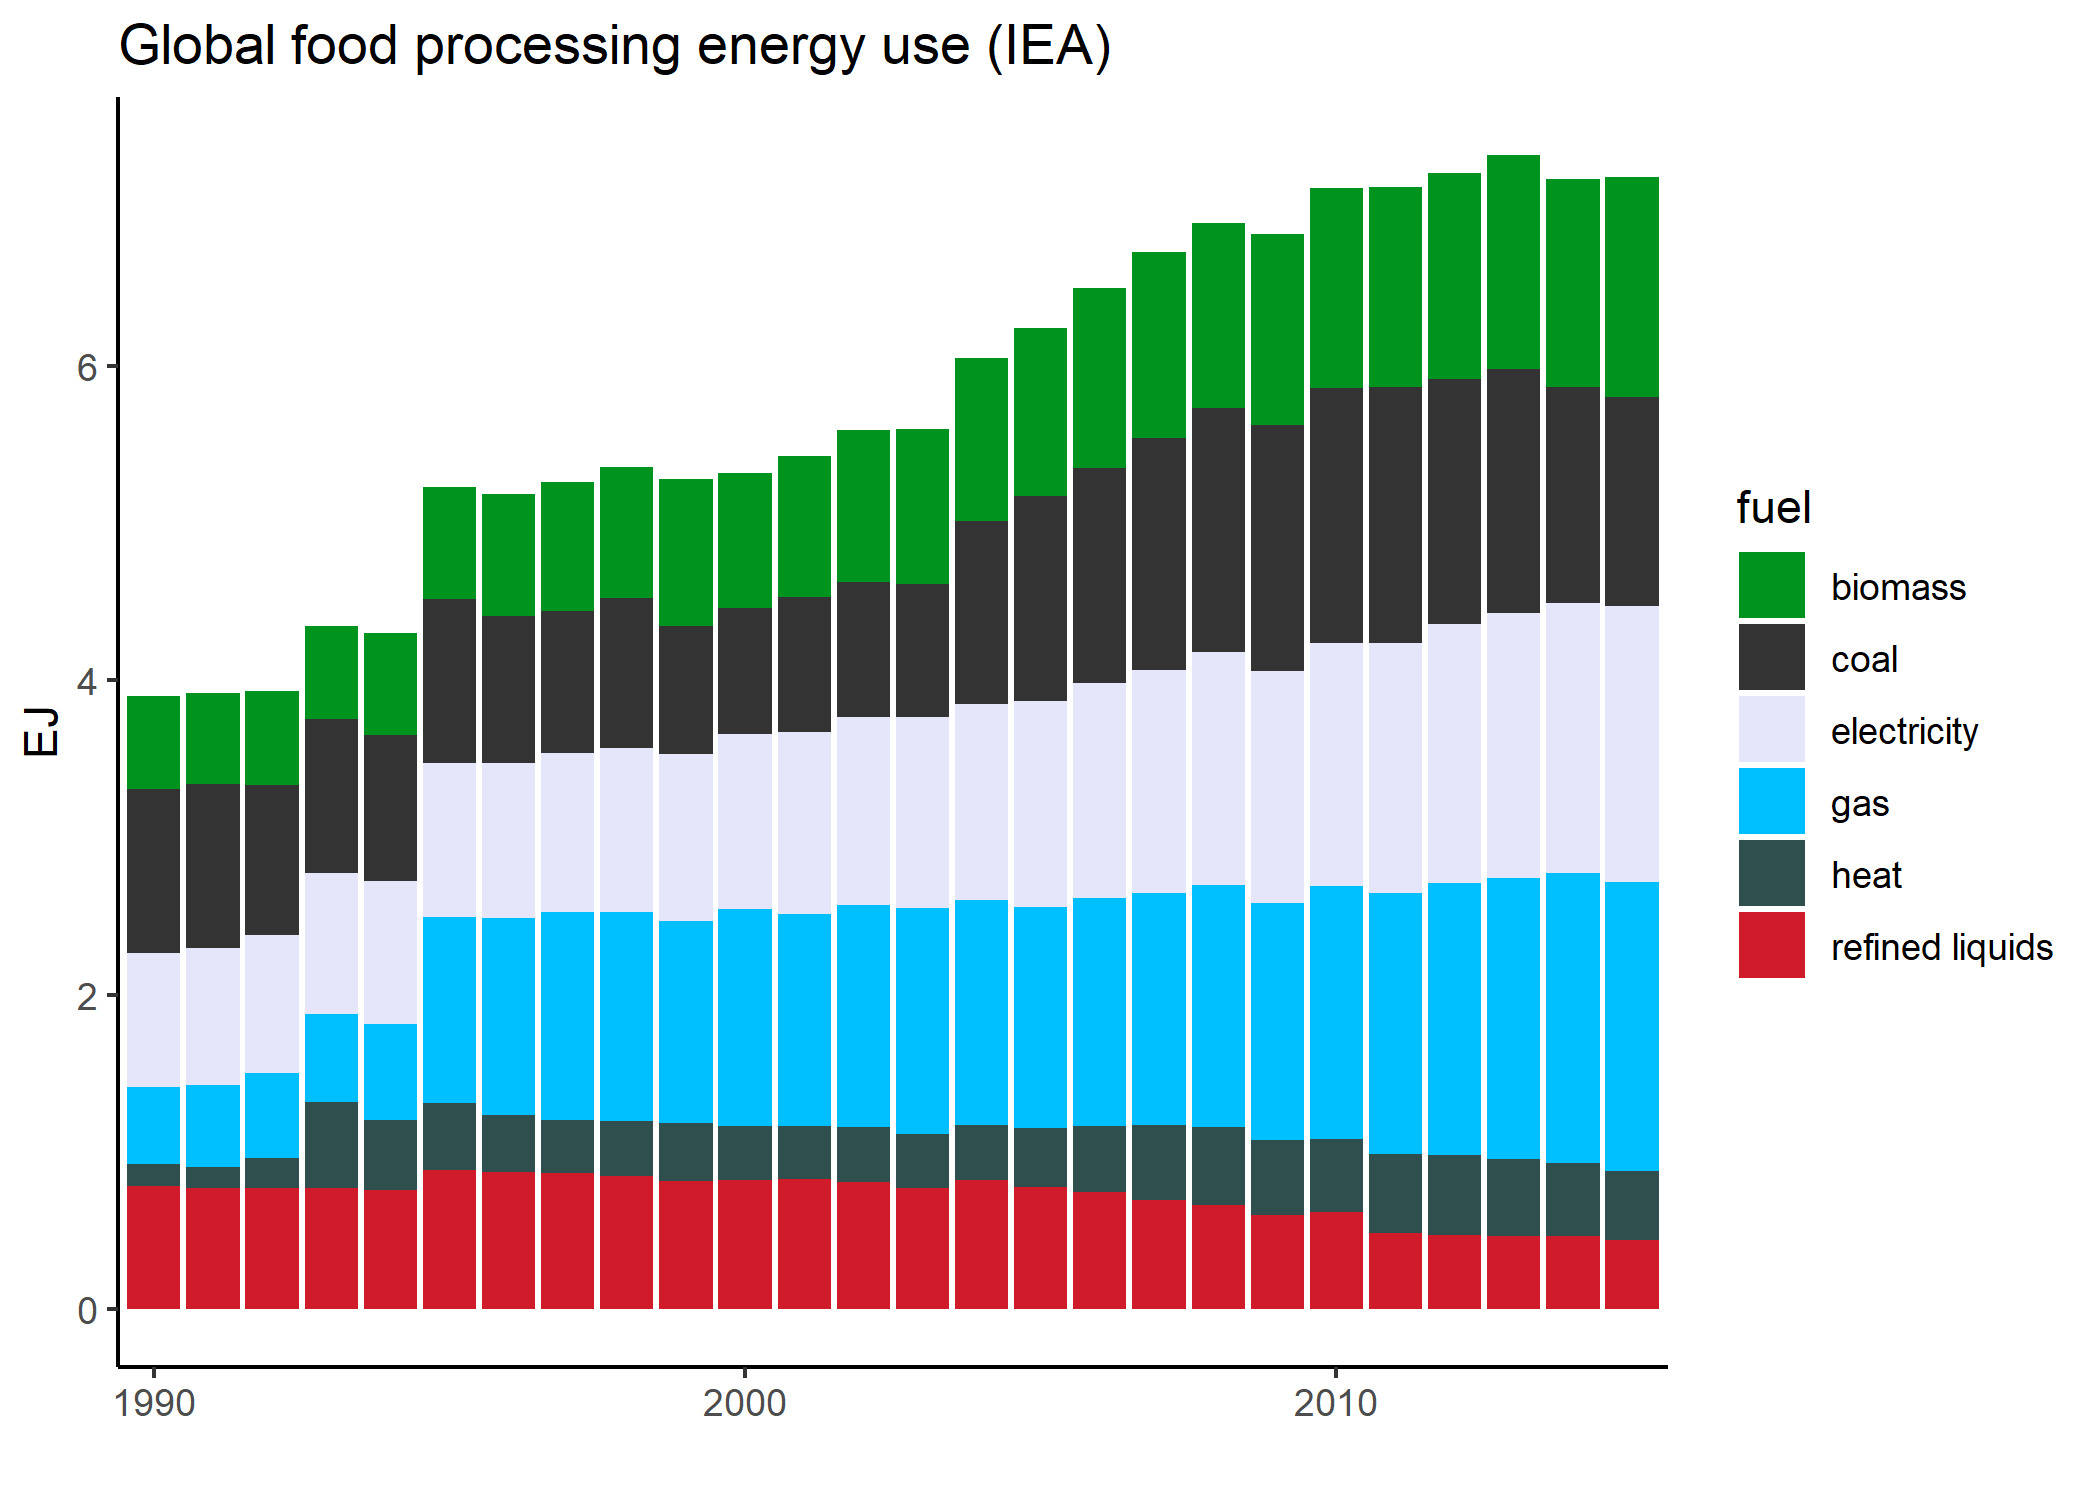 Global food processing energy use (IEA)
EJ
6
4
2
0
1990
2000
2010
fuel
biomass
coal
electricity
gas
heat
refined liquids